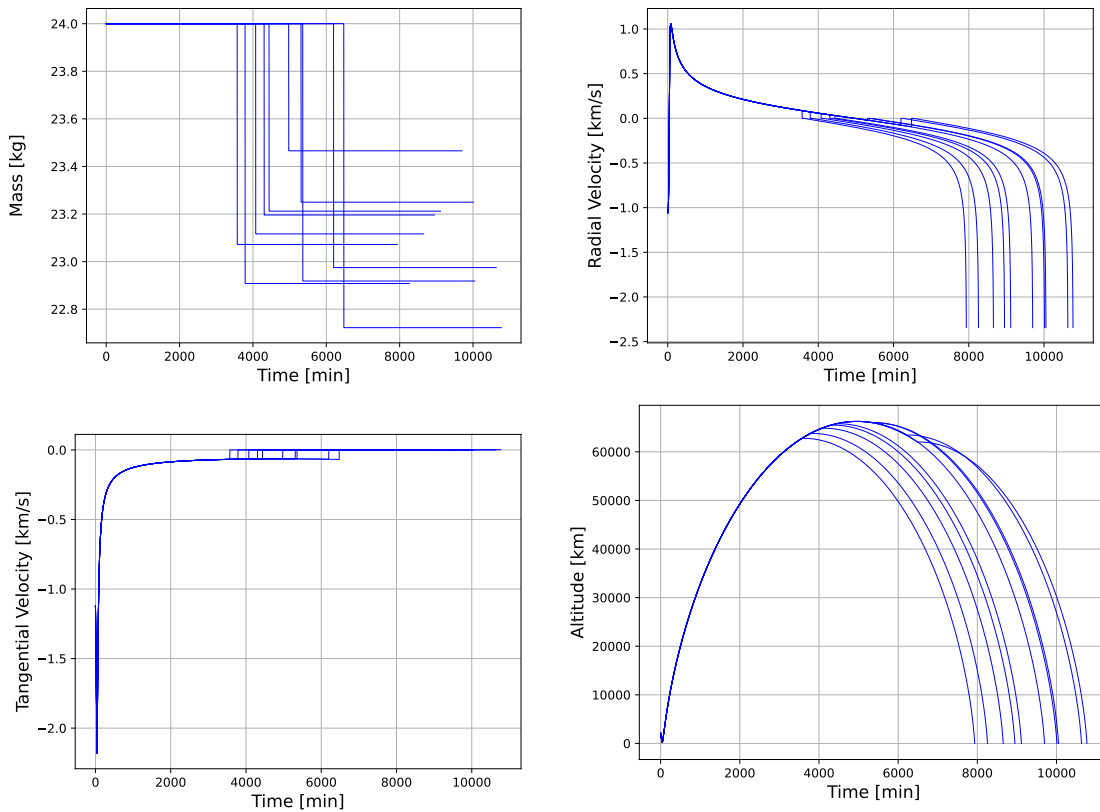 24.0
23.8
23.6
23.4
23.2
23.0
22.8
Mass [kg]
0 2000 4000 6000 8000 10000
Time [min]
1.0
0.5
0.0
−0.5
−1.0
−1.5
−2.0
−2.5
Radial Velocity [km/s]
0 2000 4000 6000 8000 10000
Time [min]
0.0
−0.5
−1.0
−1.5
−2.0
Tangential Velocity [km/s]
0 2000 4000 6000 8000 10000
Time [min]
60000
50000
40000
30000
20000
10000
0
Altitude [km]
0 2000 4000 6000 8000 10000
Time [min]